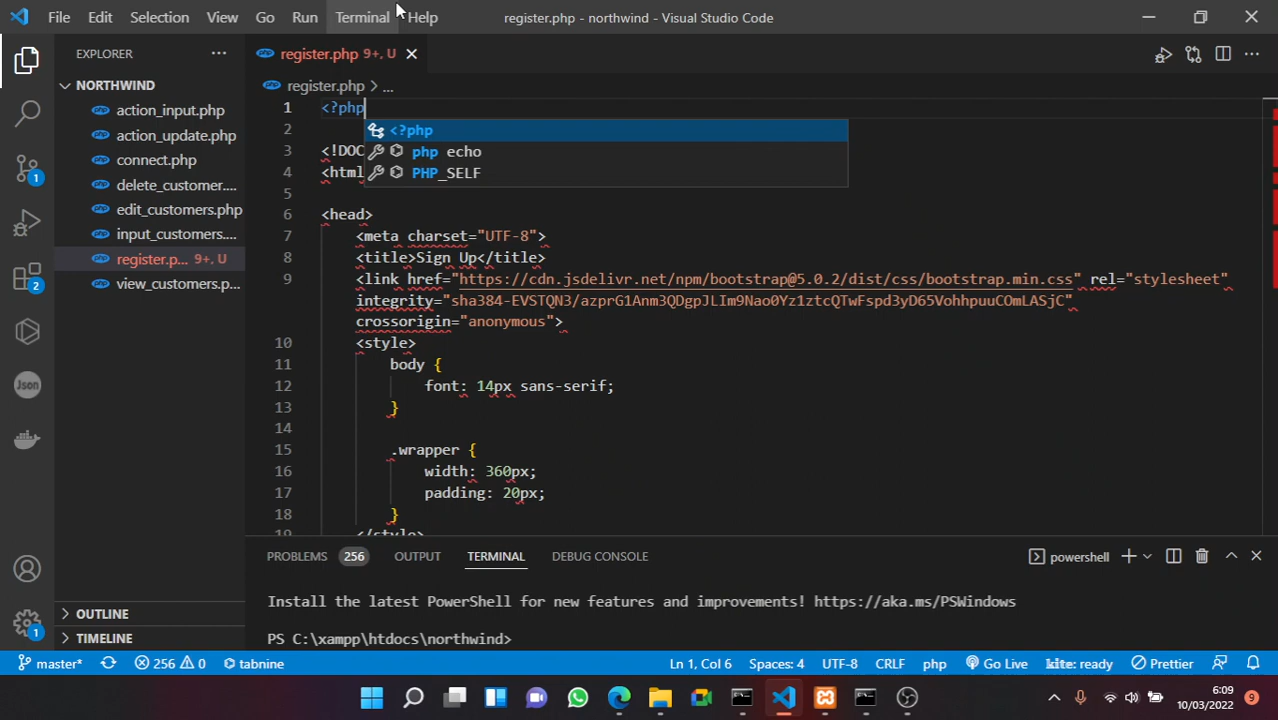 File Edit Selection View Go Run Terminal Help register.php - northwind - Visual Studio Code
EXPLORER ...
register.php 9+, U
NORTHWIND
register.php > ...
action_input.php
action_update.php
connect.php
delete_customer....
edit_customers.php
input_customers....
register.p... 9+, U
view_customers.p...
1 <?php
<?php
2
php echo
3 <!DOC
PHP_SELF
4 <html
5
6 <head>
7 <meta charset="UTF-8">
8 <title>Sign Up</title>
9 <link href="https://cdn.jsdelivr.net/npm/bootstrap@5.0.2/dist/css/bootstrap.min.css" rel="stylesheet"
integrity="sha384-EVSTQN3/azprG1Anm3QDgpJLIm9Nao0Yz1ztcQTwFspd3yD65VohhpuuCOmLASjC"
crossorigin="anonymous">
10 <style>
11 body {
12 font: 14px sans-serif;
13 }
14
15 .wrapper {
16 width: 360px;
17 padding: 20px;
18 }
19 </style>
1
2
Json
1
OUTLINE
TIMELINE
PROBLEMS 256 OUTPUT TERMINAL DEBUG CONSOLE powershell
Install the latest PowerShell for new features and improvements! https://aka.ms/PSWindows
PS C:\xampp\htdocs\northwind>
master* 256 0 tabnine Ln 1, Col 6 Spaces: 4 UTF-8 CRLF php Go Live kite: ready Prettier
6:09
10/03/2022
9